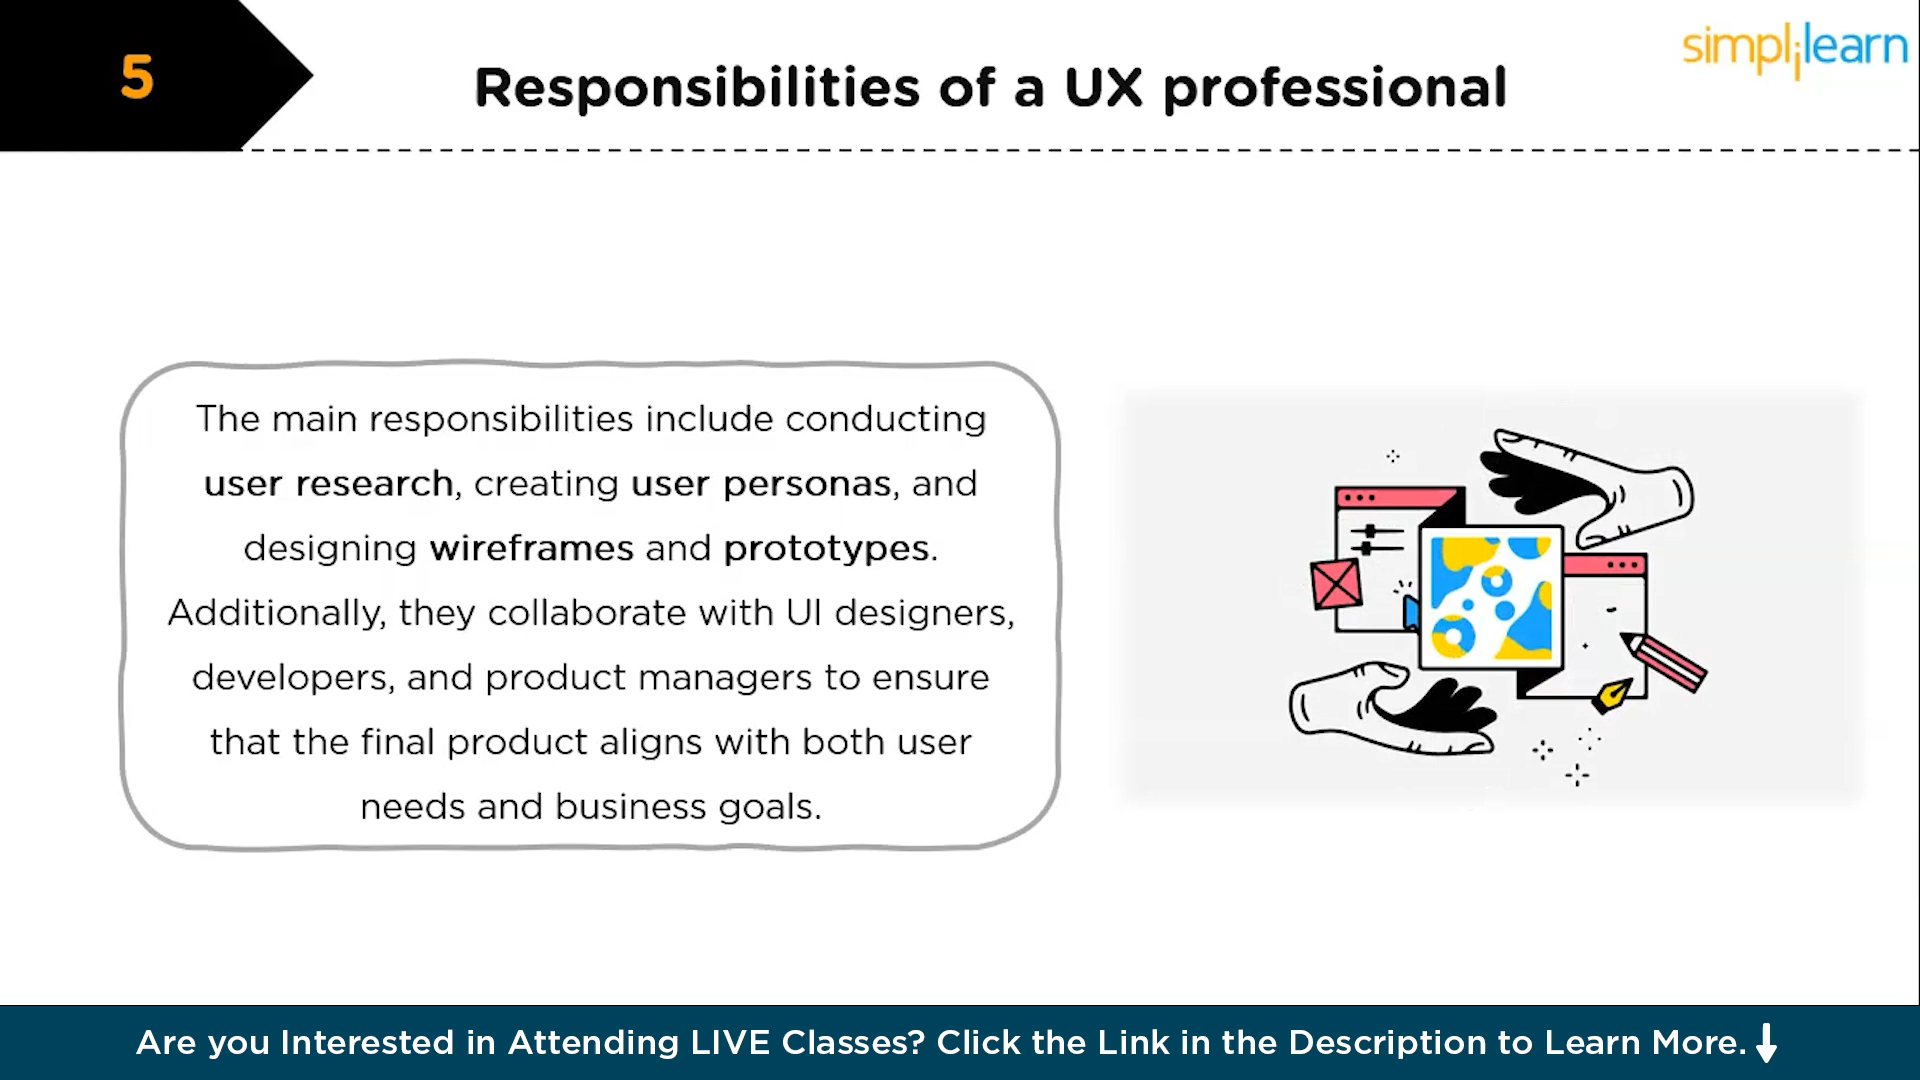 5
Responsibilities of a UX professional
simplilearn
The main responsibilities include conducting
user research, creating user personas, and
designing wireframes and prototypes.
Additionally, they collaborate with UI designers,
developers, and product managers to ensure
that the final product aligns with both user
needs and business goals.
Are you Interested in Attending LIVE Classes? Click the Link in the Description to Learn More.